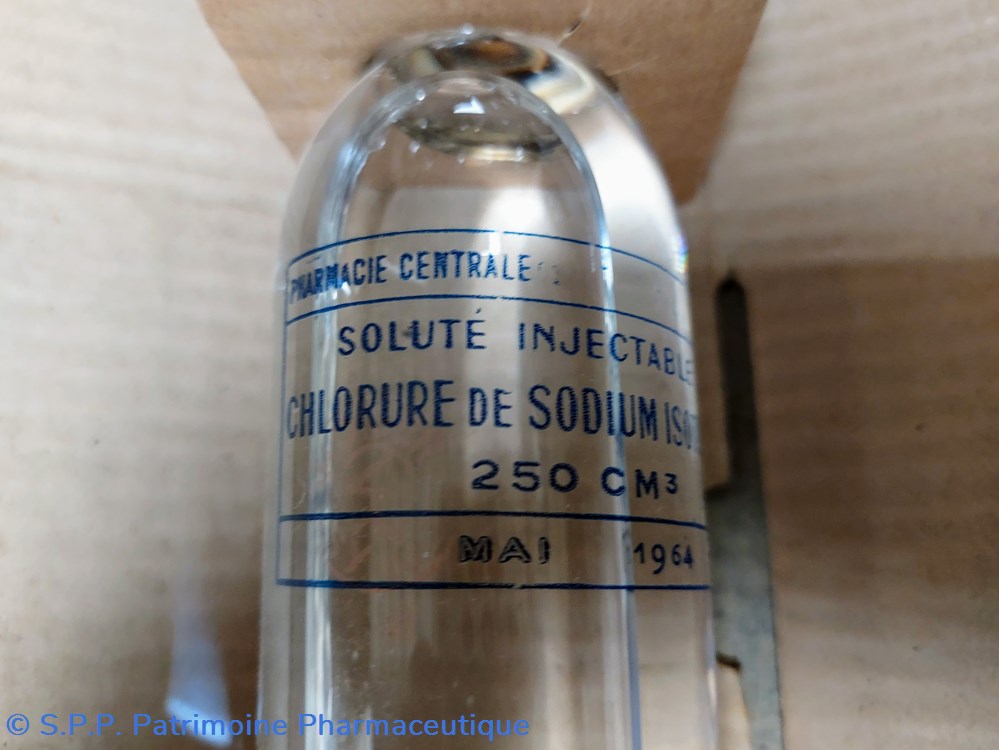 PHARMACIE CENTRALE
SOLUTÉ INJECTABLE
CHLORURE DE SODIUM
250 CM³
MAI 1964
© S.P.P. Patrimoine Pharmaceutique